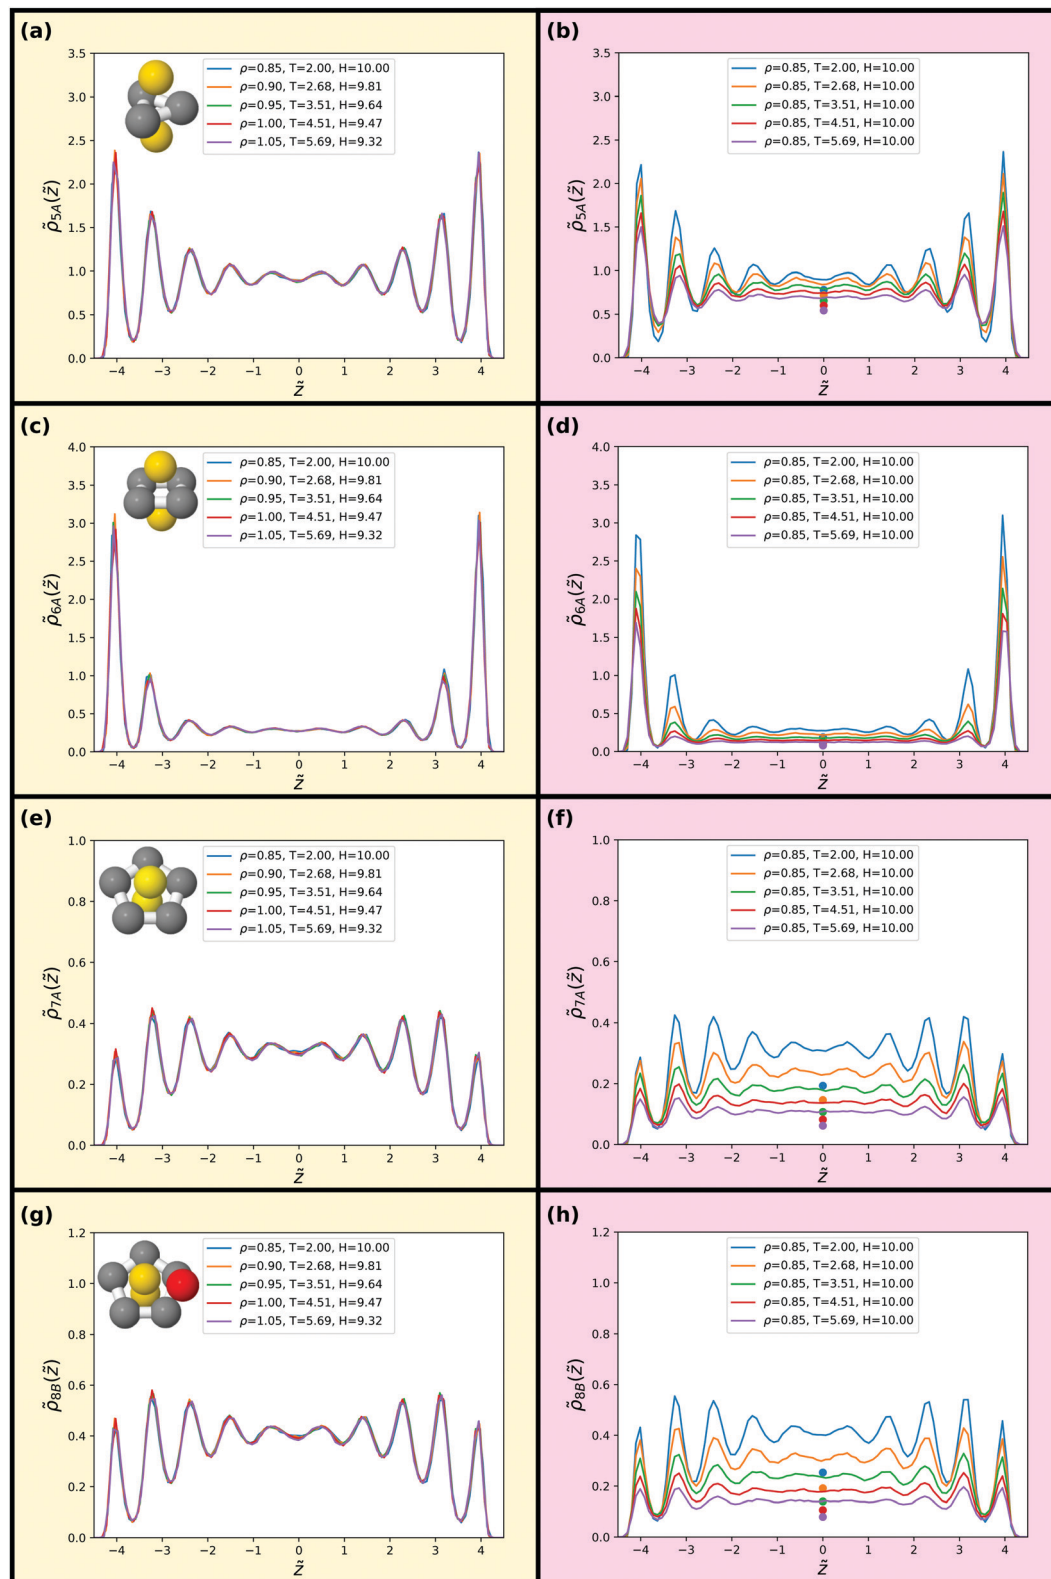 (a)
3.5
3.0
2.5
2.0
1.5
1.0
0.5
0.0
ρ̃5A(z̃)
ρ=0.85, T=2.00, H=10.00
ρ=0.90, T=2.68, H=9.81
ρ=0.95, T=3.51, H=9.64
ρ=1.00, T=4.51, H=9.47
ρ=1.05, T=5.69, H=9.32
−4 −3 −2 −1 0 1 2 3 4
z̃
(b)
3.5
3.0
2.5
2.0
1.5
1.0
0.5
0.0
ρ̃5A(z̃)
ρ=0.85, T=2.00, H=10.00
ρ=0.85, T=2.68, H=10.00
ρ=0.85, T=3.51, H=10.00
ρ=0.85, T=4.51, H=10.00
ρ=0.85, T=5.69, H=10.00
−4 −3 −2 −1 0 1 2 3 4
z̃
(c)
4.0
3.5
3.0
2.5
2.0
1.5
1.0
0.5
0.0
ρ̃6A(z̃)
ρ=0.85, T=2.00, H=10.00
ρ=0.90, T=2.68, H=9.81
ρ=0.95, T=3.51, H=9.64
ρ=1.00, T=4.51, H=9.47
ρ=1.05, T=5.69, H=9.32
−4 −3 −2 −1 0 1 2 3 4
z̃
(d)
4.0
3.5
3.0
2.5
2.0
1.5
1.0
0.5
0.0
ρ̃6A(z̃)
ρ=0.85, T=2.00, H=10.00
ρ=0.85, T=2.68, H=10.00
ρ=0.85, T=3.51, H=10.00
ρ=0.85, T=4.51, H=10.00
ρ=0.85, T=5.69, H=10.00
−4 −3 −2 −1 0 1 2 3 4
z̃
(e)
1.0
0.8
0.6
0.4
0.2
0.0
ρ̃7A(z̃)
ρ=0.85, T=2.00, H=10.00
ρ=0.90, T=2.68, H=9.81
ρ=0.95, T=3.51, H=9.64
ρ=1.00, T=4.51, H=9.47
ρ=1.05, T=5.69, H=9.32
−4 −3 −2 −1 0 1 2 3 4
z̃
(f)
1.0
0.8
0.6
0.4
0.2
0.0
ρ̃7A(z̃)
ρ=0.85, T=2.00, H=10.00
ρ=0.85, T=2.68, H=10.00
ρ=0.85, T=3.51, H=10.00
ρ=0.85, T=4.51, H=10.00
ρ=0.85, T=5.69, H=10.00
−4 −3 −2 −1 0 1 2 3 4
z̃
(g)
1.2
1.0
0.8
0.6
0.4
0.2
0.0
ρ̃8B(z̃)
ρ=0.85, T=2.00, H=10.00
ρ=0.90, T=2.68, H=9.81
ρ=0.95, T=3.51, H=9.64
ρ=1.00, T=4.51, H=9.47
ρ=1.05, T=5.69, H=9.32
−4 −3 −2 −1 0 1 2 3 4
z̃
(h)
1.2
1.0
0.8
0.6
0.4
0.2
0.0
ρ̃8B(z̃)
ρ=0.85, T=2.00, H=10.00
ρ=0.85, T=2.68, H=10.00
ρ=0.85, T=3.51, H=10.00
ρ=0.85, T=4.51, H=10.00
ρ=0.85, T=5.69, H=10.00
−4 −3 −2 −1 0 1 2 3 4
z̃